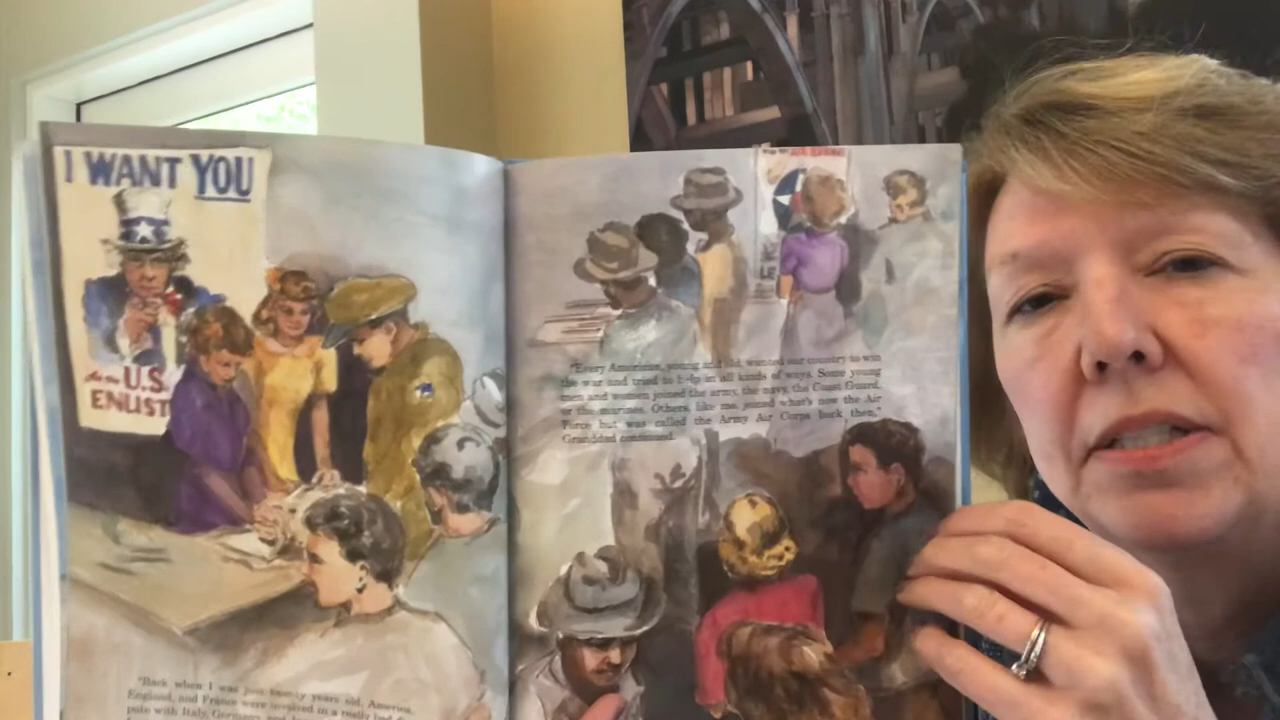 I WANT YOU
for the U.S.
ENLIST
"Back when I was just twenty years old, America,
England, and France were involved in a really bad
pute with Italy, Germany, and
"Every American, young and old, wanted our country to win
the war and tried to help in all kinds of ways. Some young
men and women joined the army, the navy, the Coast Guard,
or the marines. Others, like me, joined what's now the Air
Force but was called the Army Air Corps back then,"
Granddad continued.